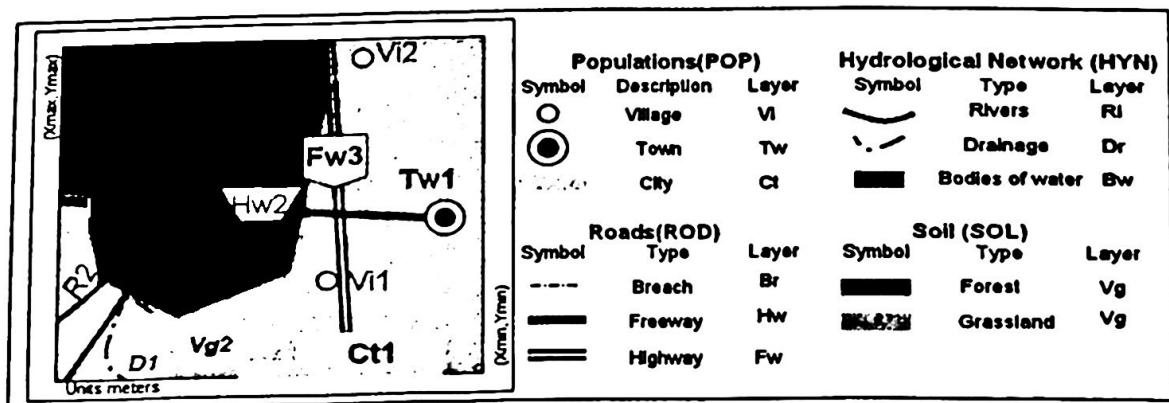 (Xmax,Ymax)
Vi2
Fw3
Tw1
Hw2
R2
Vi1
Vg2
D1
Ct1
(Xmin,Ymin)
Units meters
Populations(POP)
Symbol Description Layer
Village Vi
Town Tw
City Ct
Hydrological Network (HYN)
Symbol Type Layer
Rivers Ri
Drainage Dr
Bodies of water Bw
Roads(ROD)
Symbol Type Layer
Breach Br
Freeway Hw
Highway Fw
Soil (SOL)
Symbol Type Layer
Forest Vg
Grassland Vg